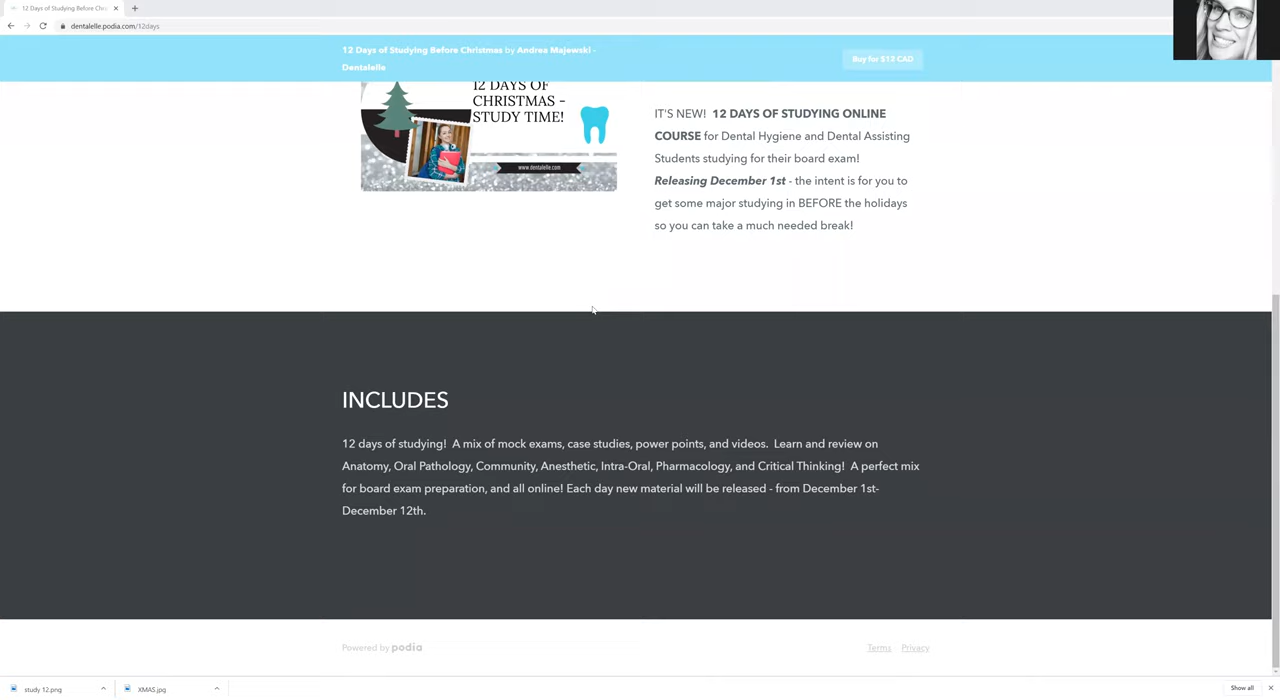 12 Days of Studying Before Chri
dentalelle.podia.com/12days
12 Days of Studying Before Christmas by Andrea Majewski -
Dentalelle
Buy for $12 CAD
12 DAYS OF
CHRISTMAS -
STUDY TIME!
www.dentalelle.com
IT'S NEW! 12 DAYS OF STUDYING ONLINE
COURSE for Dental Hygiene and Dental Assisting
Students studying for their board exam!
Releasing December 1st - the intent is for you to
get some major studying in BEFORE the holidays
so you can take a much needed break!
INCLUDES
12 days of studying! A mix of mock exams, case studies, power points, and videos. Learn and review on
Anatomy, Oral Pathology, Community, Anesthetic, Intra-Oral, Pharmacology, and Critical Thinking! A perfect mix
for board exam preparation, and all online! Each day new material will be released - from December 1st-
December 12th.
Powered by podia
Terms Privacy
study 12.png
XMAS.jpg
Show all